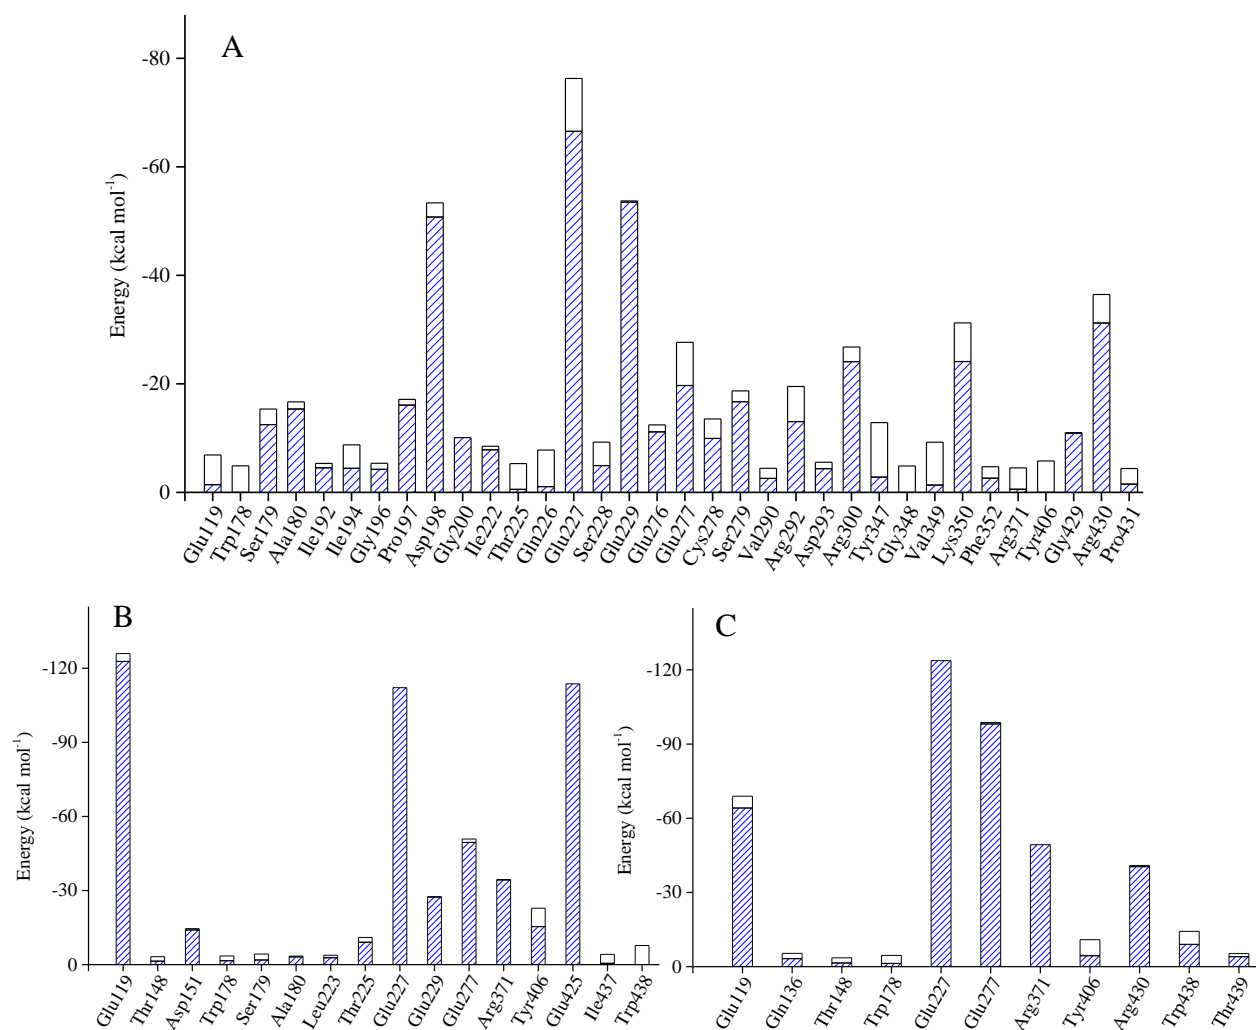 A
-80
-60
-40
-20
0
Energy (kcal mol⁻¹)
Glu119 Trp178 Ser179 Ala180 Ile192 Ile194 Gly196 Pro197 Asp198 Gly200 Ile222 Thr225 Gln226 Glu227 Ser228 Glu229 Glu276 Glu277 Cys278 Ser279 Val290 Arg292 Asp293 Arg300 Tyr347 Gly348 Val349 Lys350 Phe352 Arg371 Tyr406 Gly429 Arg430 Pro431
B
-120
-90
-60
-30
0
Energy (kcal mol⁻¹)
Glu119 Thr148 Asp151 Trp178 Ser179 Ala180 Leu223 Thr225 Glu227 Glu229 Glu277 Arg371 Tyr406 Glu425 Ile437 Trp438
C
-120
-90
-60
-30
0
Energy (kcal mol⁻¹)
Glu119 Gln136 Thr148 Trp178 Glu227 Glu277 Arg371 Tyr406 Arg430 Trp438 Thr439